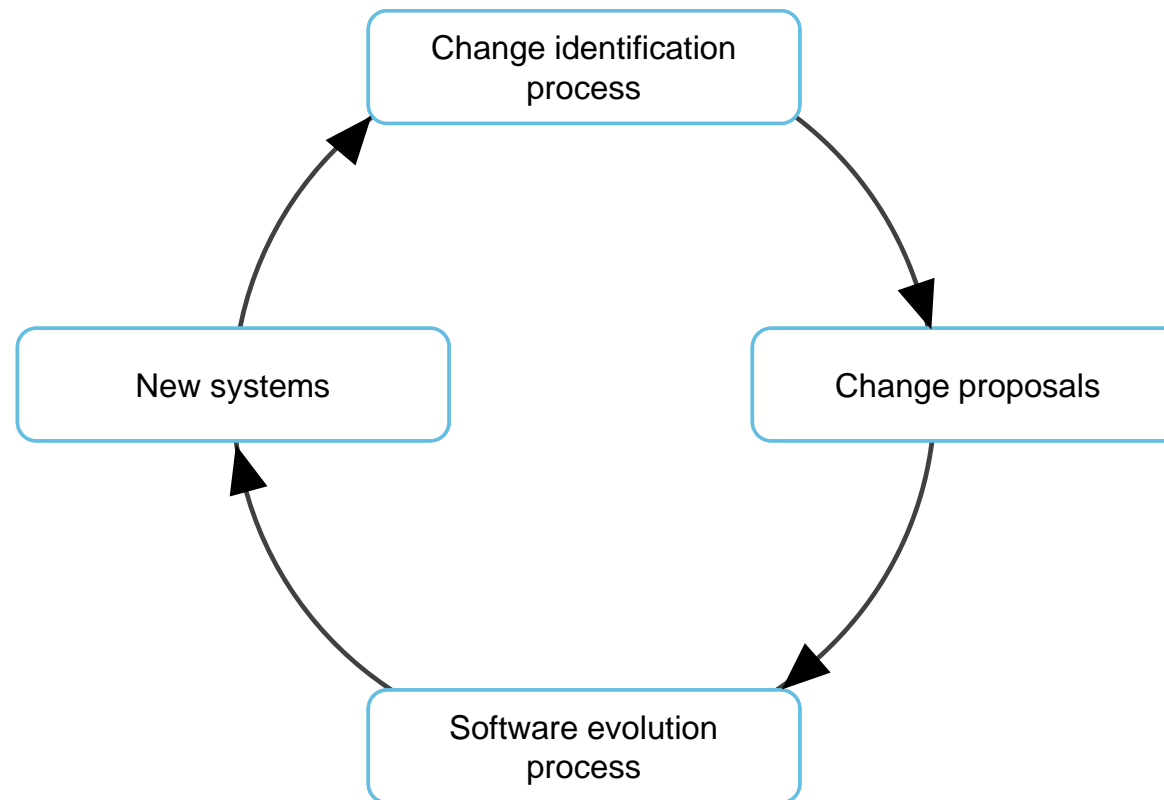 Change identification
process
New systems
Change proposals
Software evolution
process